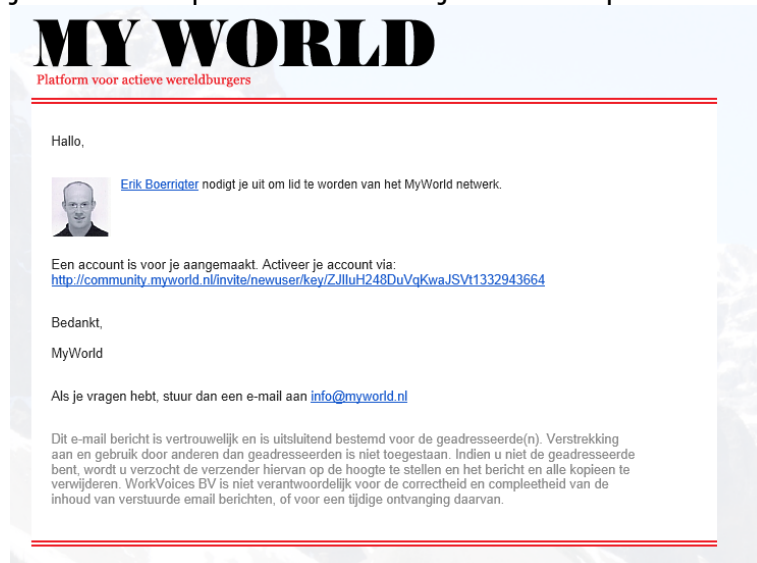 MY WORLD
Platform voor actieve wereldburgers
Hallo,
Erik Boerrigter nodigt je uit om lid te worden van het MyWorld netwerk.
Een account is voor je aangemaakt. Activeer je account via:
http://community.myworld.nl/invite/newuser/key/ZJlIuH248DuVqKwaJSVt1332943664
Bedankt,
MyWorld
Als je vragen hebt, stuur dan een e-mail aan info@myworld.nl
Dit e-mail bericht is vertrouwelijk en is uitsluitend bestemd voor de geadresseerde(n). Verstrekking
aan en gebruik door anderen dan geadresseerden is niet toegestaan. Indien u niet de geadresseerde
bent, wordt u verzocht de verzender hiervan op de hoogte te stellen en het bericht en alle kopieen te
verwijderen. WorkVoices BV is niet verantwoordelijk voor de correctheid en compleetheid van de
inhoud van verstuurde email berichten, of voor een tijdige ontvanging daarvan.